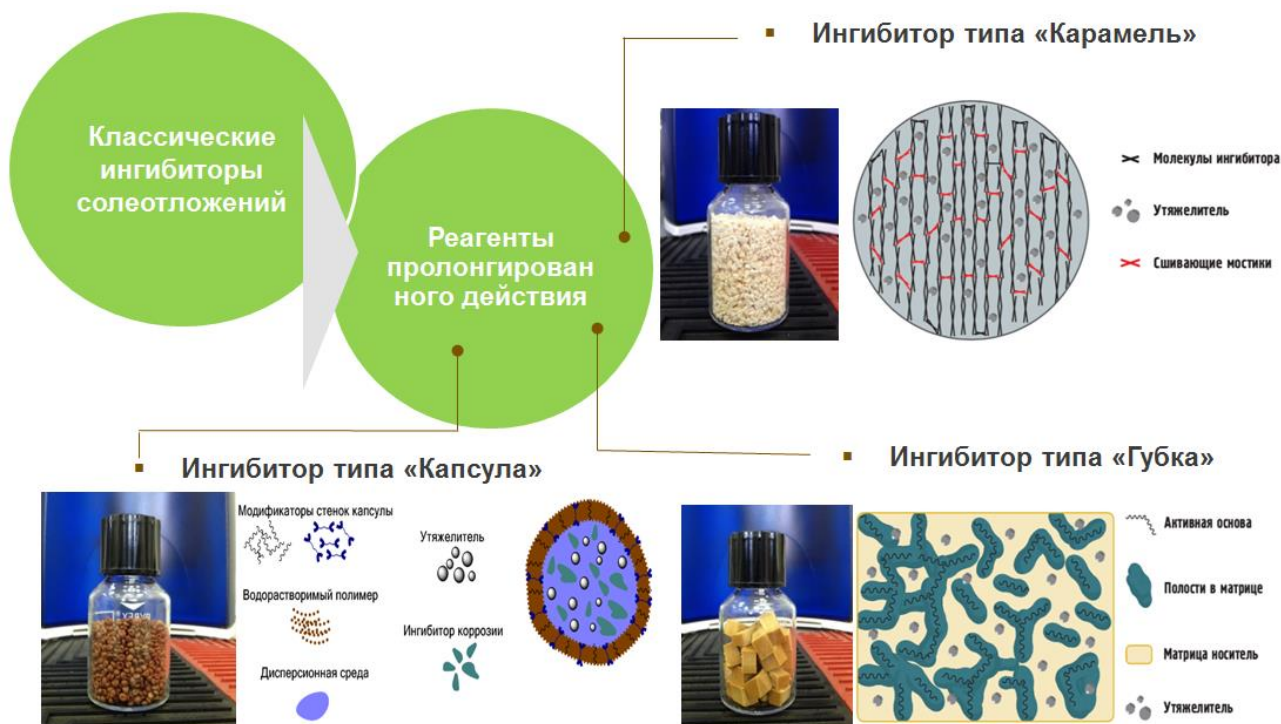 Ингибитор типа «Карамель»
Классические
ингибиторы
солеотложений
Реагенты
пролонгирован
ного действия
Молекулы ингибитора
Утяжелитель
Сшивающие мостики
Ингибитор типа «Капсула»
Модификаторы стенок капсулы
Утяжелитель
Водорастворимый полимер
Ингибитор коррозии
Дисперсионная среда
Ингибитор типа «Губка»
Активная основа
Полости в матрице
Матрица носитель
Утяжелитель